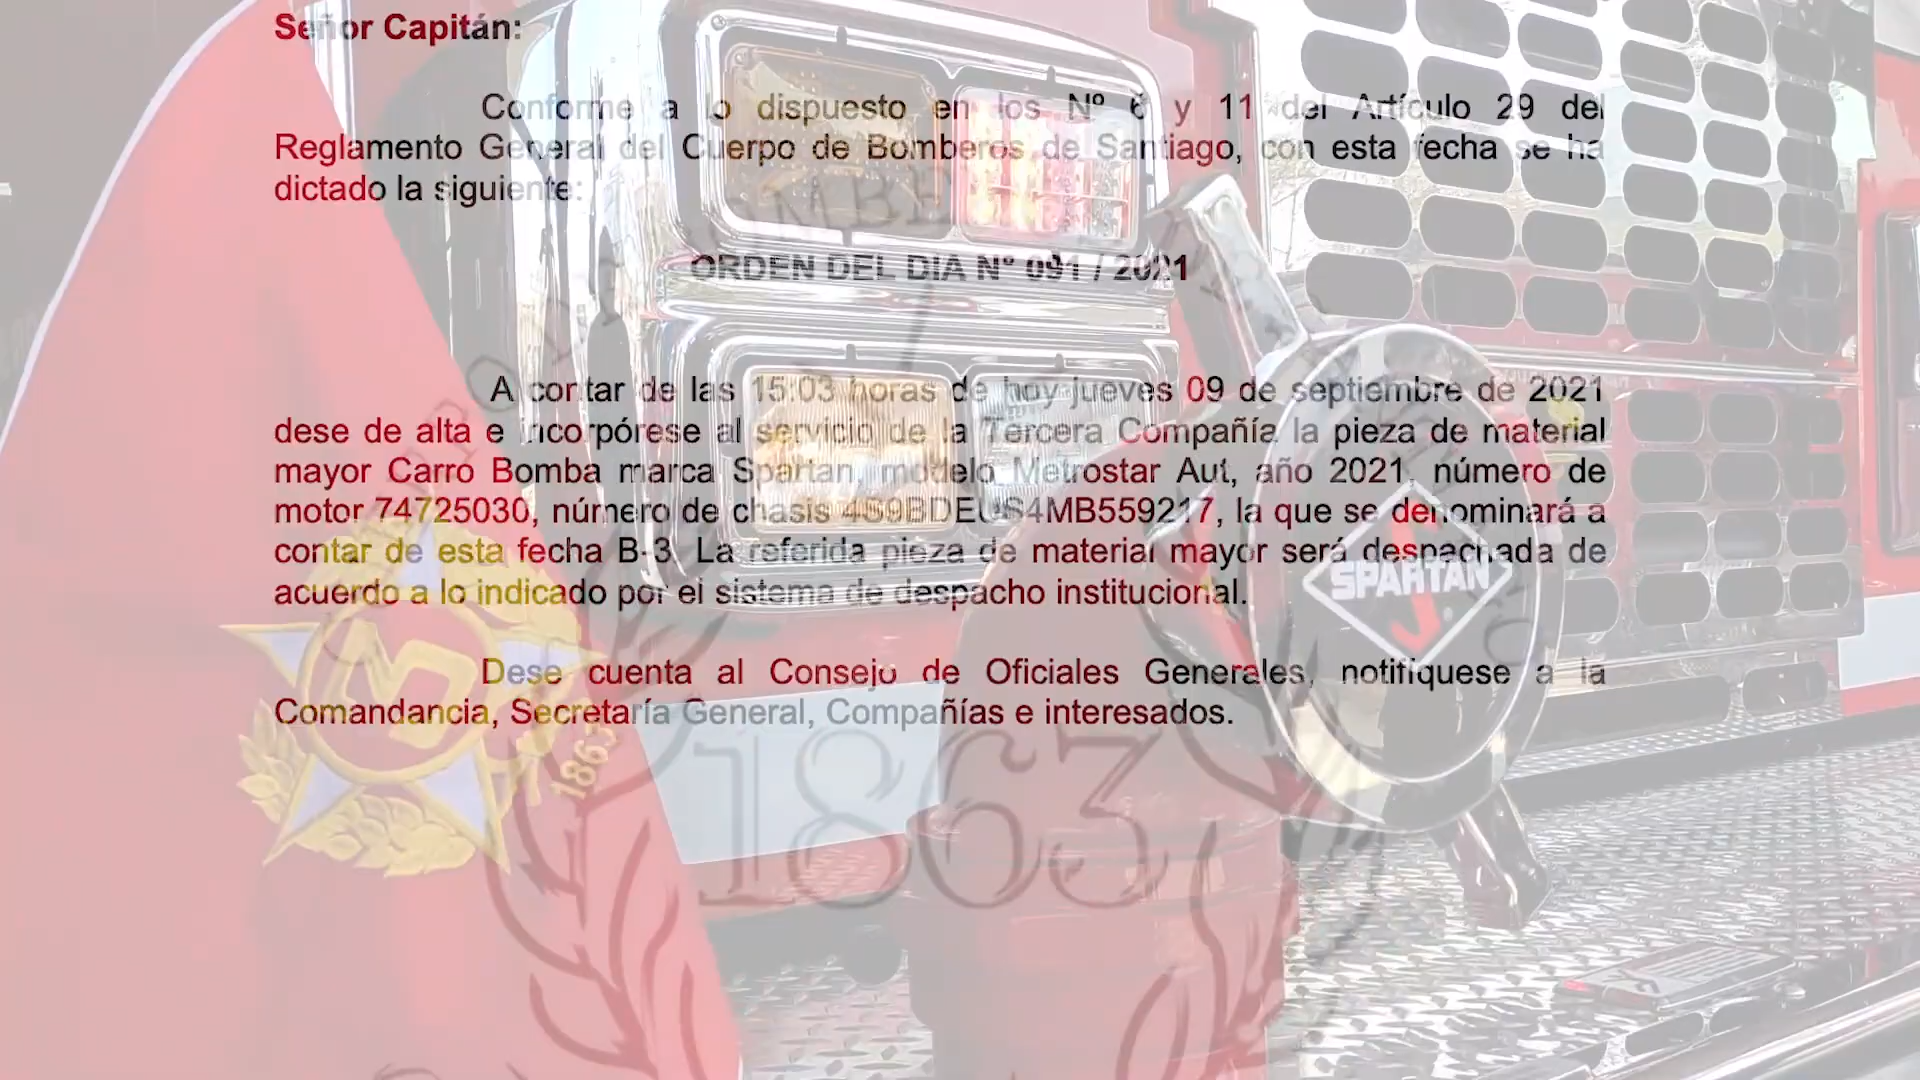 Señor Capitán:
Conforme a lo dispuesto en los Nº 6 y 11 del Artículo 29 del
Reglamento General del Cuerpo de Bomberos de Santiago, con esta fecha se ha
dictado la siguiente:
ORDEN DEL DIA Nº 091 / 2021
A contar de las 15:03 horas de hoy jueves 09 de septiembre de 2021
dese de alta e incorpórese al servicio de la Tercera Compañía la pieza de material
mayor Carro Bomba marca Spartan, modelo Metrostar Aut, año 2021, número de
motor 74725030, número de chasis 4S9BDEUS4MB559217, la que se denominará a
contar de esta fecha B-3. La referida pieza de material mayor será despachada de
acuerdo a lo indicado por el sistema de despacho institucional.
Dese cuenta al Consejo de Oficiales Generales, notifíquese a la
Comandancia, Secretaría General, Compañías e interesados.
SPARTAN
1863
1863